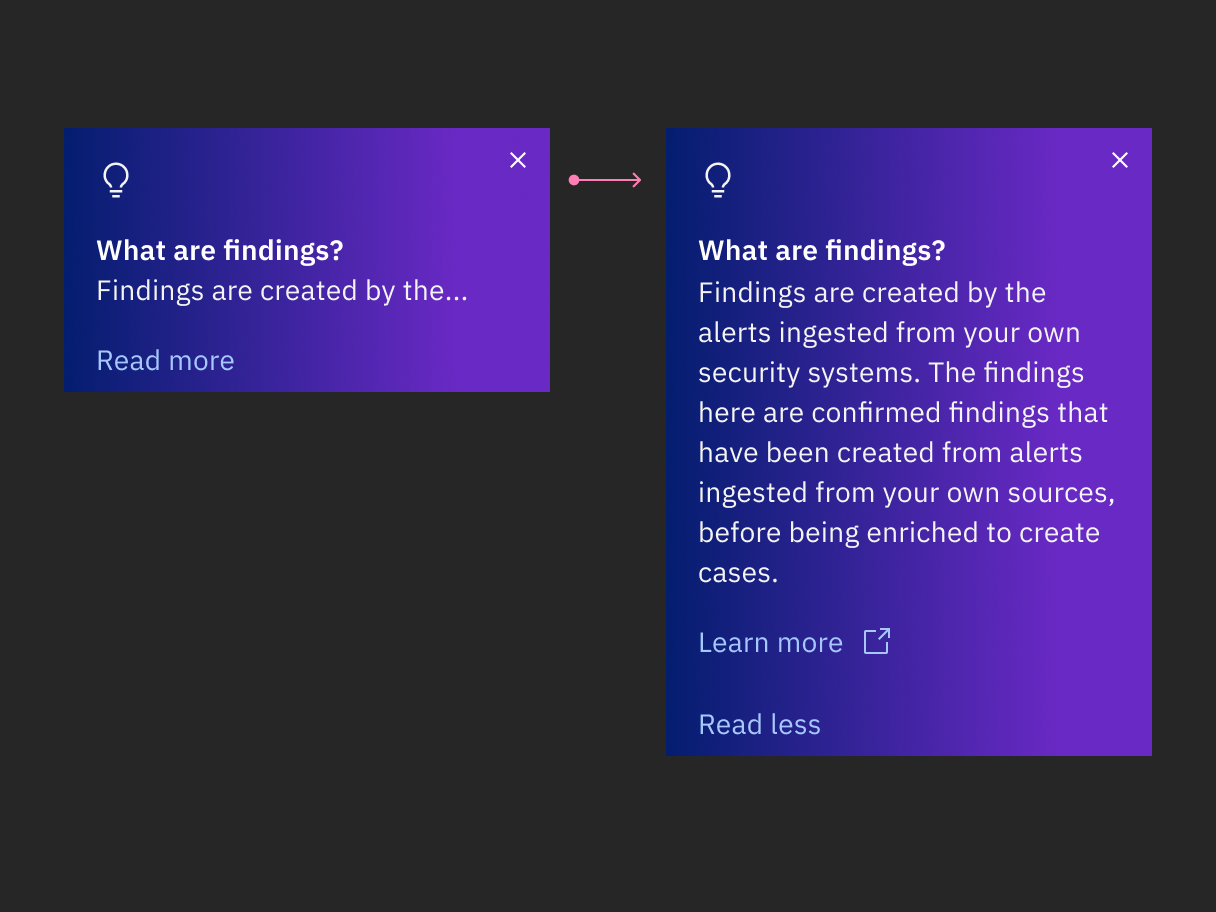 What are findings?
Findings are created by the...
Read more
What are findings?
Findings are created by the
alerts ingested from your own
security systems. The findings
here are confirmed findings that
have been created from alerts
ingested from your own sources,
before being enriched to create
cases.
Learn more
Read less